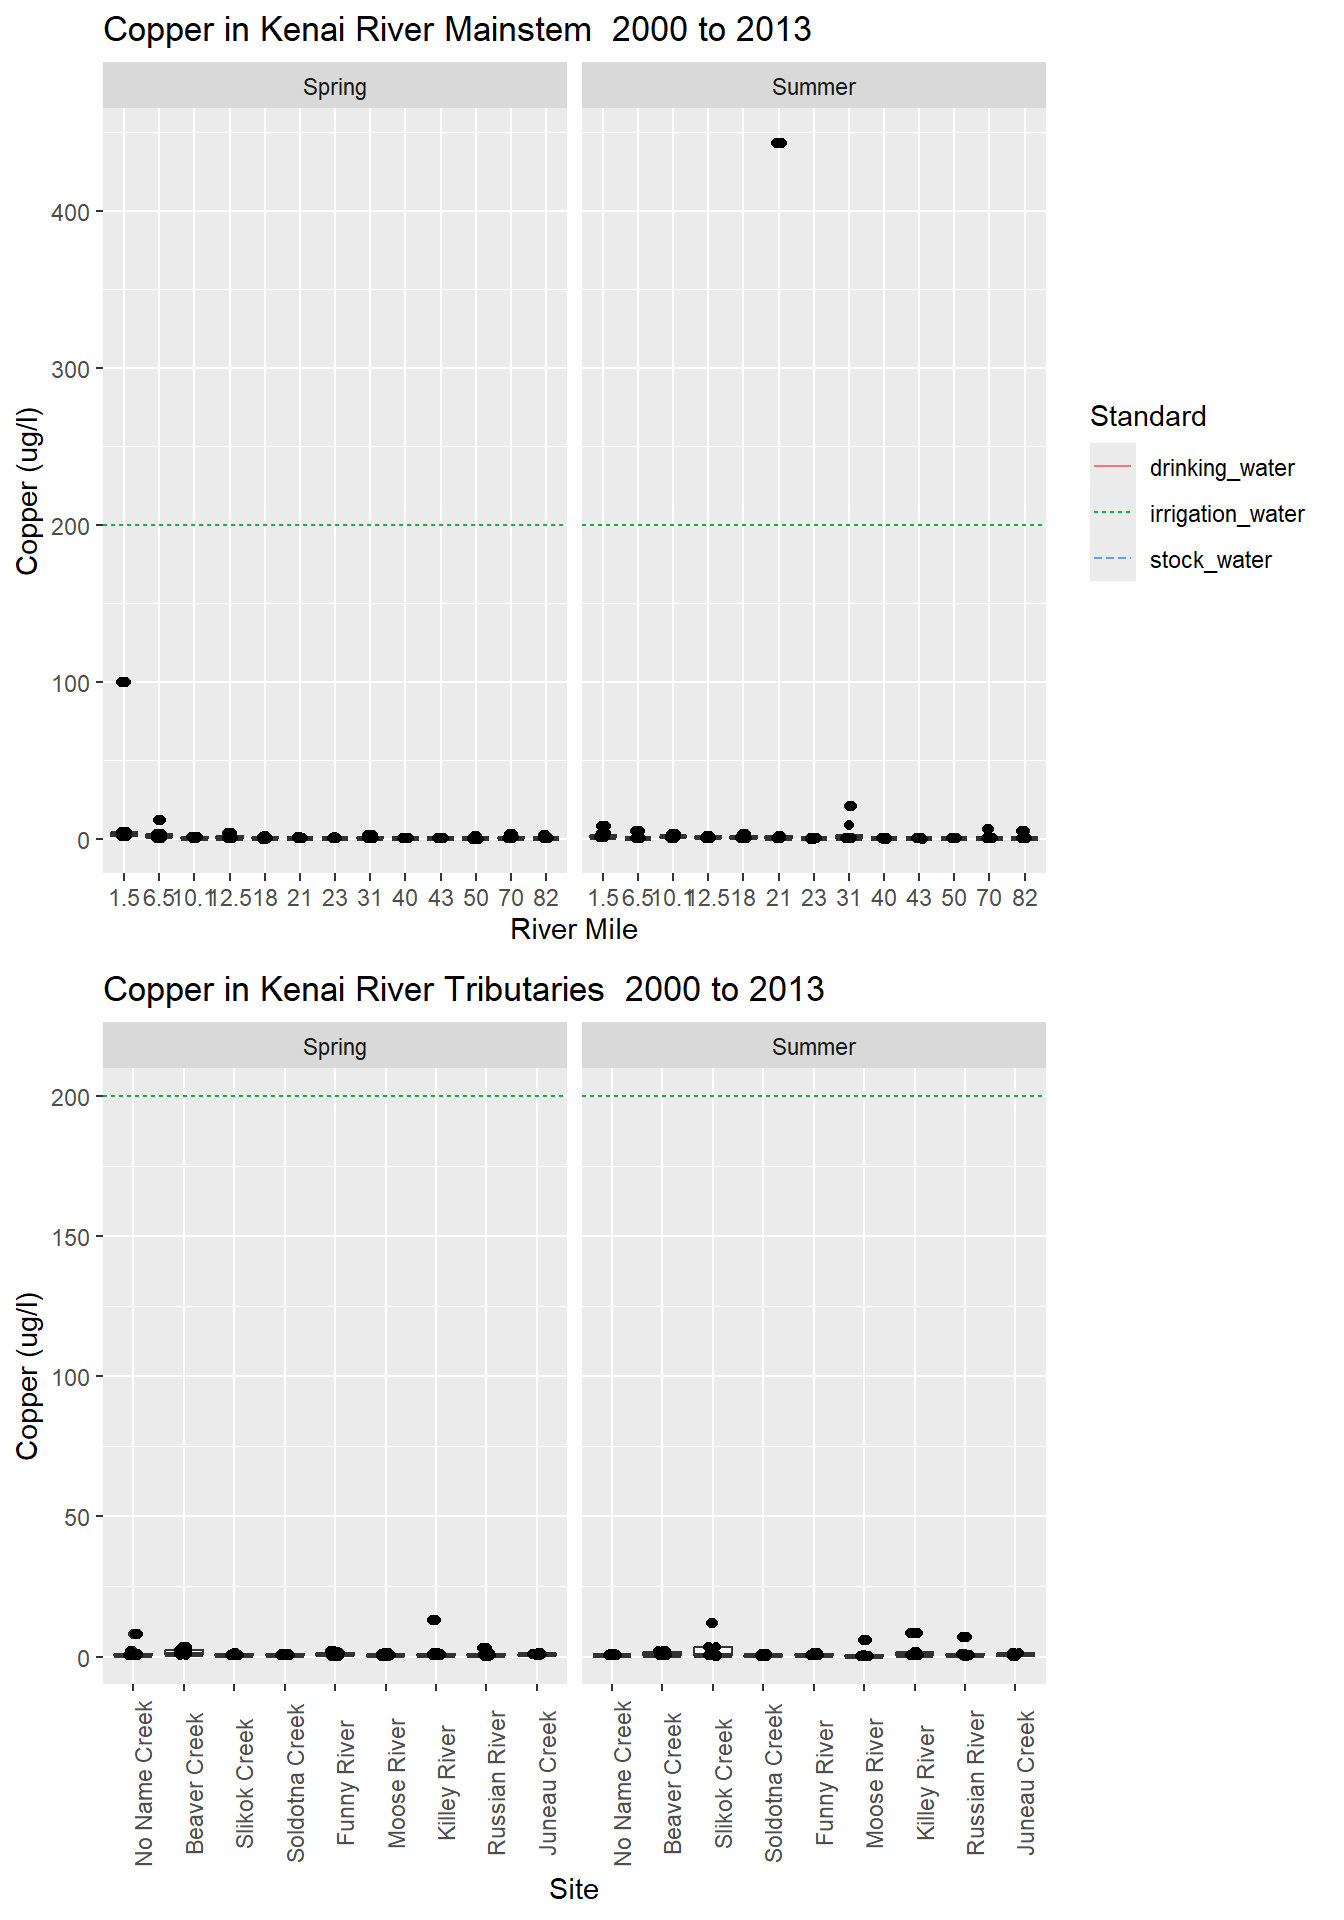 Copper in Kenai River Mainstem  2000 to 2013
Spring
Summer
Copper (ug/l)
400
300
200
100
0
1.5 6.5 10.1 12.5 18 21 23 31 40 43 50 70 82
1.5 6.5 10.1 12.5 18 21 23 31 40 43 50 70 82
River Mile
Standard
drinking_water
irrigation_water
stock_water
Copper in Kenai River Tributaries  2000 to 2013
Spring
Summer
Copper (ug/l)
200
150
100
50
0
No Name Creek
Beaver Creek
Slikok Creek
Soldotna Creek
Funny River
Moose River
Killey River
Russian River
Juneau Creek
No Name Creek
Beaver Creek
Slikok Creek
Soldotna Creek
Funny River
Moose River
Killey River
Russian River
Juneau Creek
Site